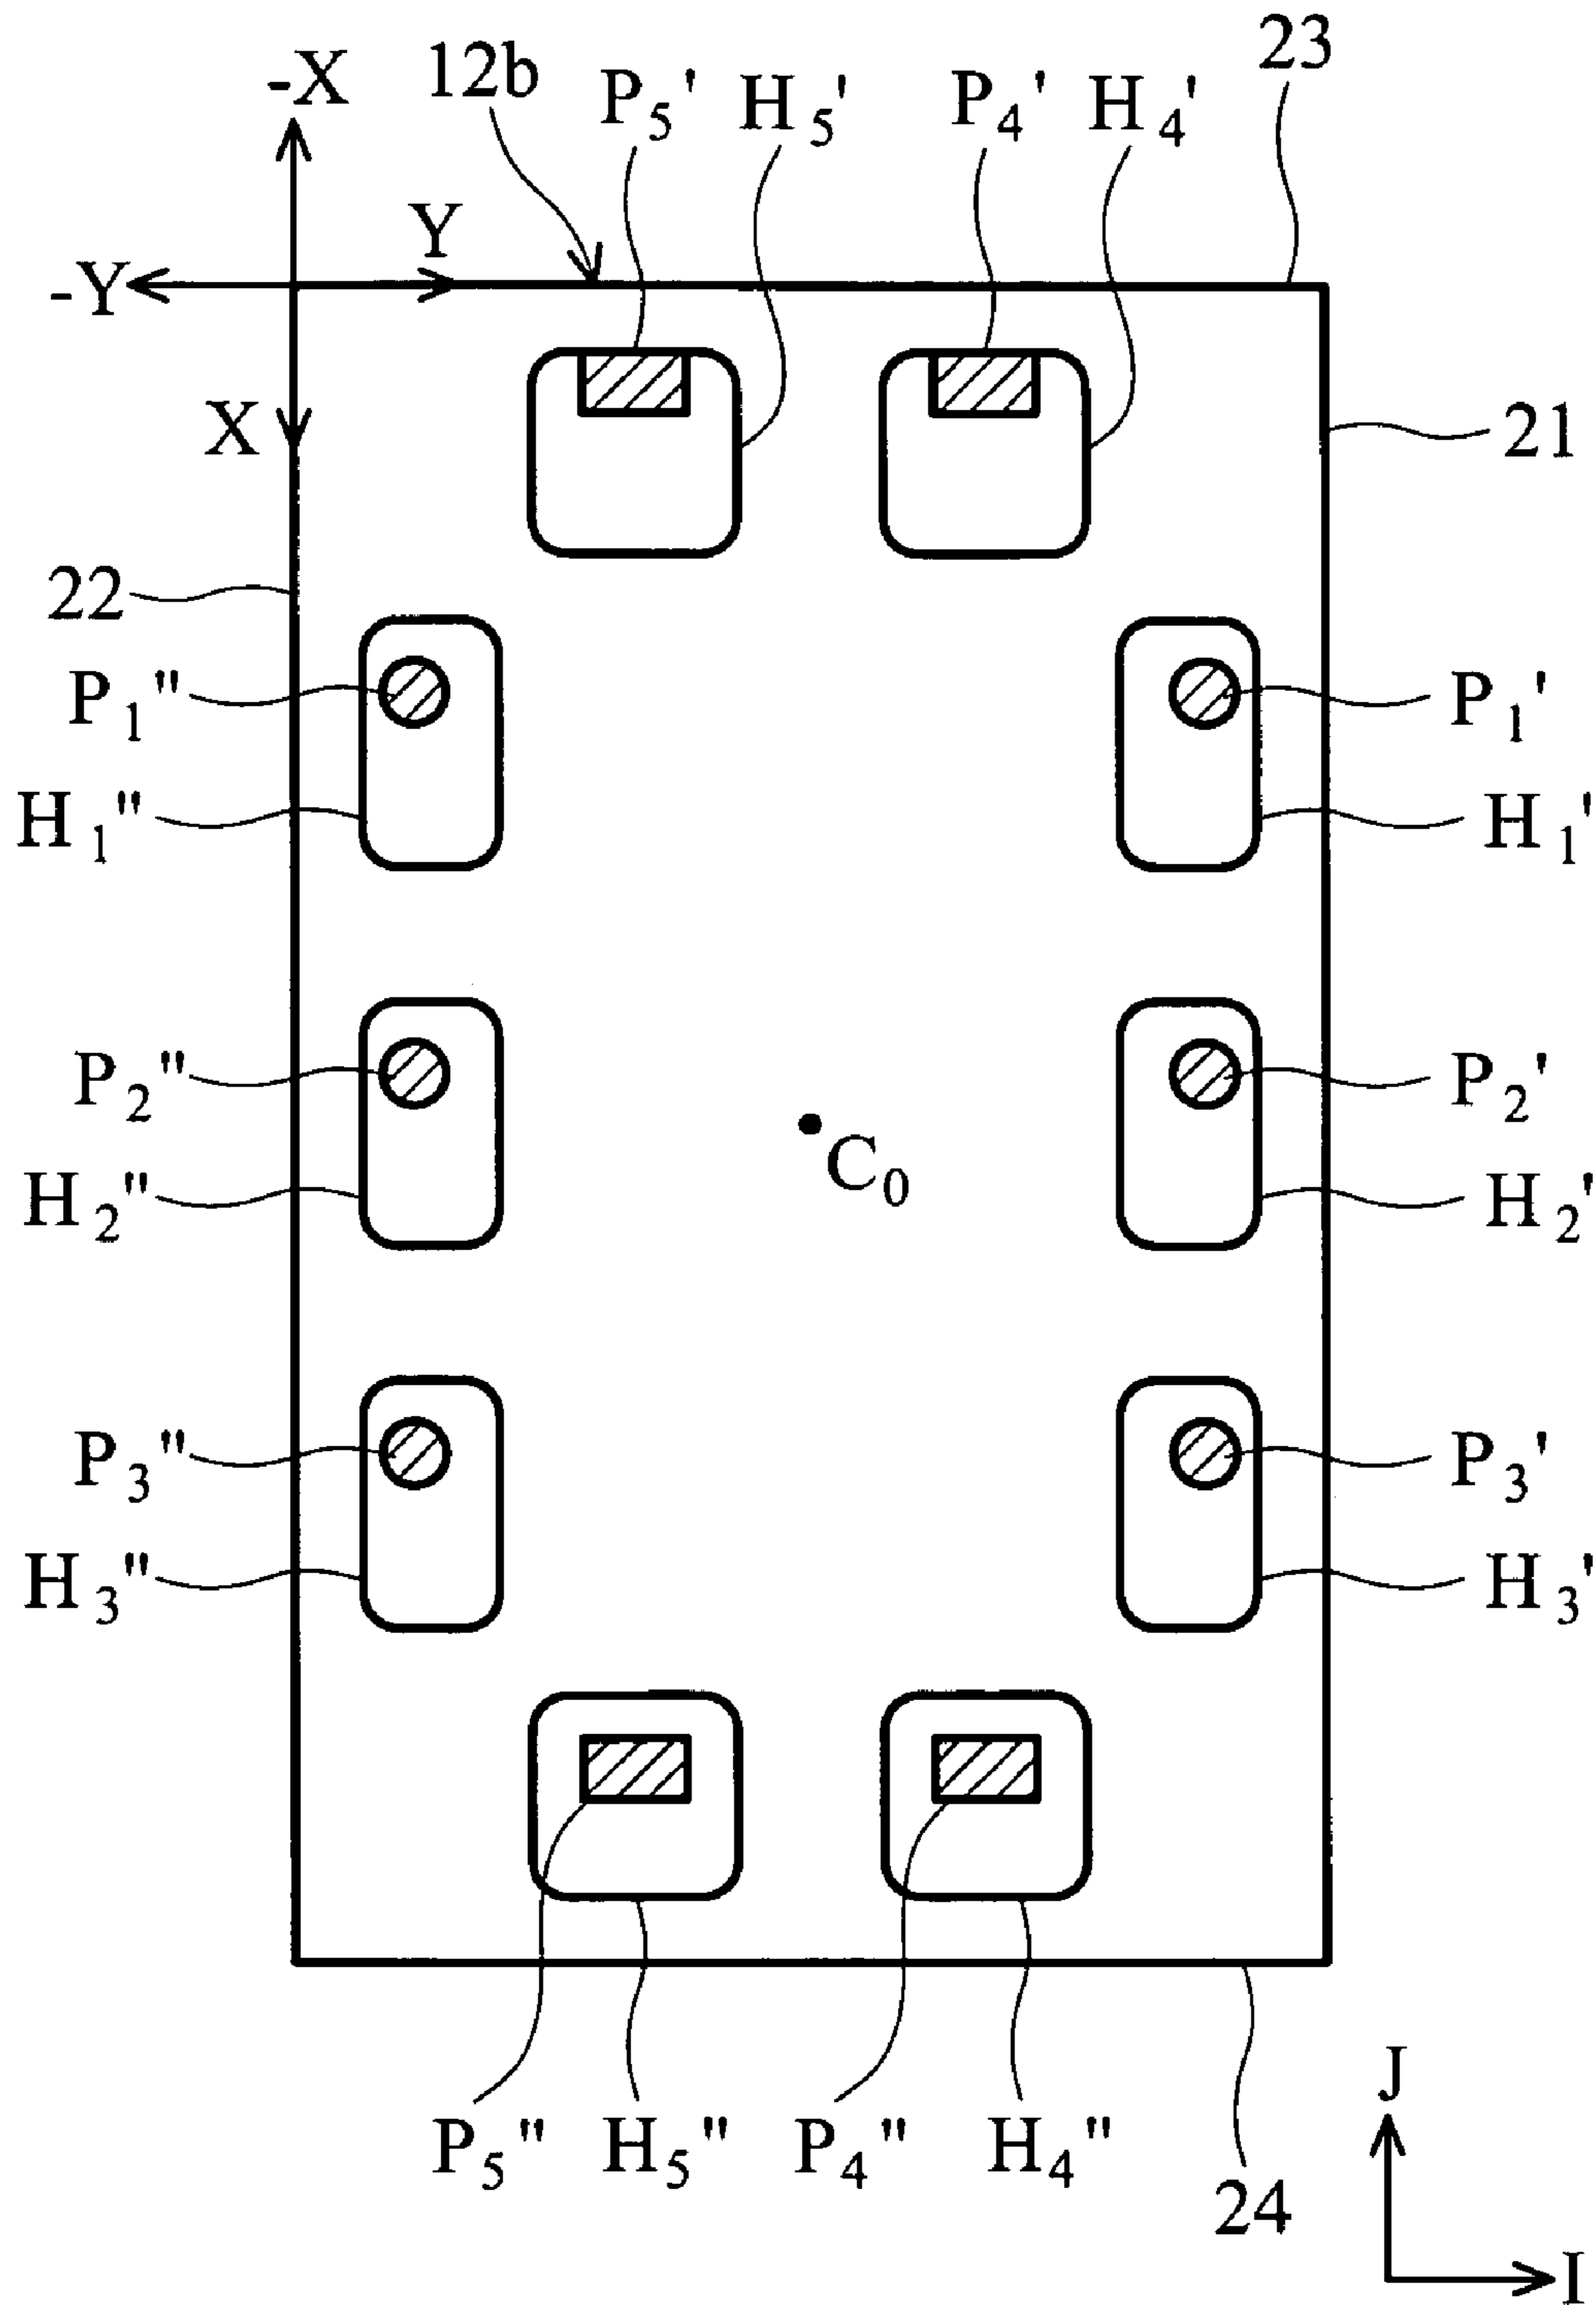 -X 12b P5' H5' P4' H4' 23
-Y Y
X 21
22
P1" P1'
H1" H1'
P2" P2'
C0
H2" H2'
P3" P3'
H3" H3'
J
P5" H5" P4" H4"
24
I